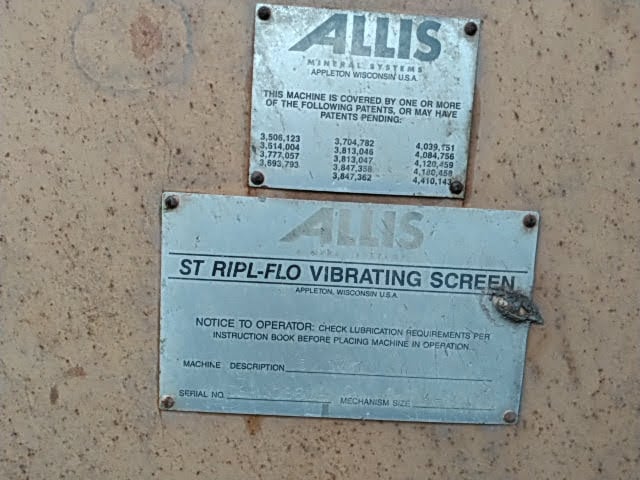 ALLIS
MINERAL SYSTEMS
APPLETON WISCONSIN U.S.A.
THIS MACHINE IS COVERED BY ONE OR MORE
OF THE FOLLOWING PATENTS, OR MAY HAVE
PATENTS PENDING:
3,506,123 3,704,782 4,039,151
3,614,004 3,813,046 4,084,756
3,777,057 3,813,047 4,120,459
3,693,793 3,847,358
3,847,362 4,410,143
ALLIS
ST RIPL-FLO VIBRATING SCREEN
APPLETON, WISCONSIN U.S.A.
NOTICE TO OPERATOR: CHECK LUBRICATION REQUIREMENTS PER
INSTRUCTION BOOK BEFORE PLACING MACHINE IN OPERATION.
MACHINE DESCRIPTION
SERIAL NO. MECHANISM SIZE